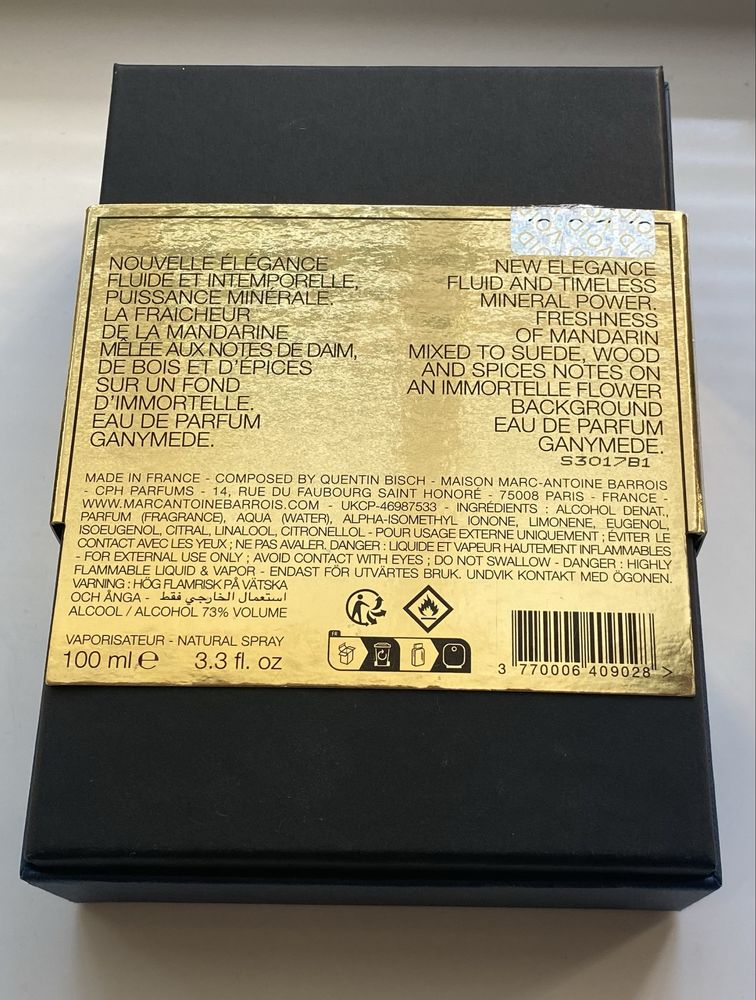 VOID VOID
NOUVELLE ÉLÉGANCE
FLUIDE ET INTEMPORELLE,
PUISSANCE MINÉRALE.
LA FRAICHEUR
DE LA MANDARINE
MÊLÉE AUX NOTES DE DAIM,
DE BOIS ET D'ÉPICES
SUR UN FOND
D'IMMORTELLE.
EAU DE PARFUM
GANYMEDE.
NEW ELEGANCE
FLUID AND TIMELESS
MINERAL POWER.
FRESHNESS
OF MANDARIN
MIXED TO SUEDE, WOOD
AND SPICES NOTES ON
AN IMMORTELLE FLOWER
BACKGROUND
EAU DE PARFUM
GANYMEDE.
S3017B1
MADE IN FRANCE - COMPOSED BY QUENTIN BISCH - MAISON MARC-ANTOINE BARROIS
- CPH PARFUMS - 14, RUE DU FAUBOURG SAINT HONORÉ - 75008 PARIS - FRANCE -
WWW.MARCANTOINEBARROIS.COM - UKCP-46987533 - INGRÉDIENTS : ALCOHOL DENAT.,
PARFUM (FRAGRANCE), AQUA (WATER), ALPHA-ISOMETHYL IONONE, LIMONENE, EUGENOL,
ISOEUGENOL, CITRAL, LINALOOL, CITRONELLOL - POUR USAGE EXTERNE UNIQUEMENT ; ÉVITER LE
CONTACT AVEC LES YEUX ; NE PAS AVALER. DANGER : LIQUIDE ET VAPEUR HAUTEMENT INFLAMMABLES
- FOR EXTERNAL USE ONLY ; AVOID CONTACT WITH EYES ; DO NOT SWALLOW - DANGER : HIGHLY
FLAMMABLE LIQUID & VAPOR - ENDAST FÖR UTVÄRTES BRUK. UNDVIK KONTAKT MED ÖGONEN.
VARNING : HÖG FLAMRISK PÅ VÄTSKA
OCH ÅNGA - استعمال الخارجي فقط
ALCOOL / ALCOHOL 73% VOLUME
VAPORISATEUR - NATURAL SPRAY
100 ml ℮ 3.3 fl. oz
FR
3 770006 409028 >